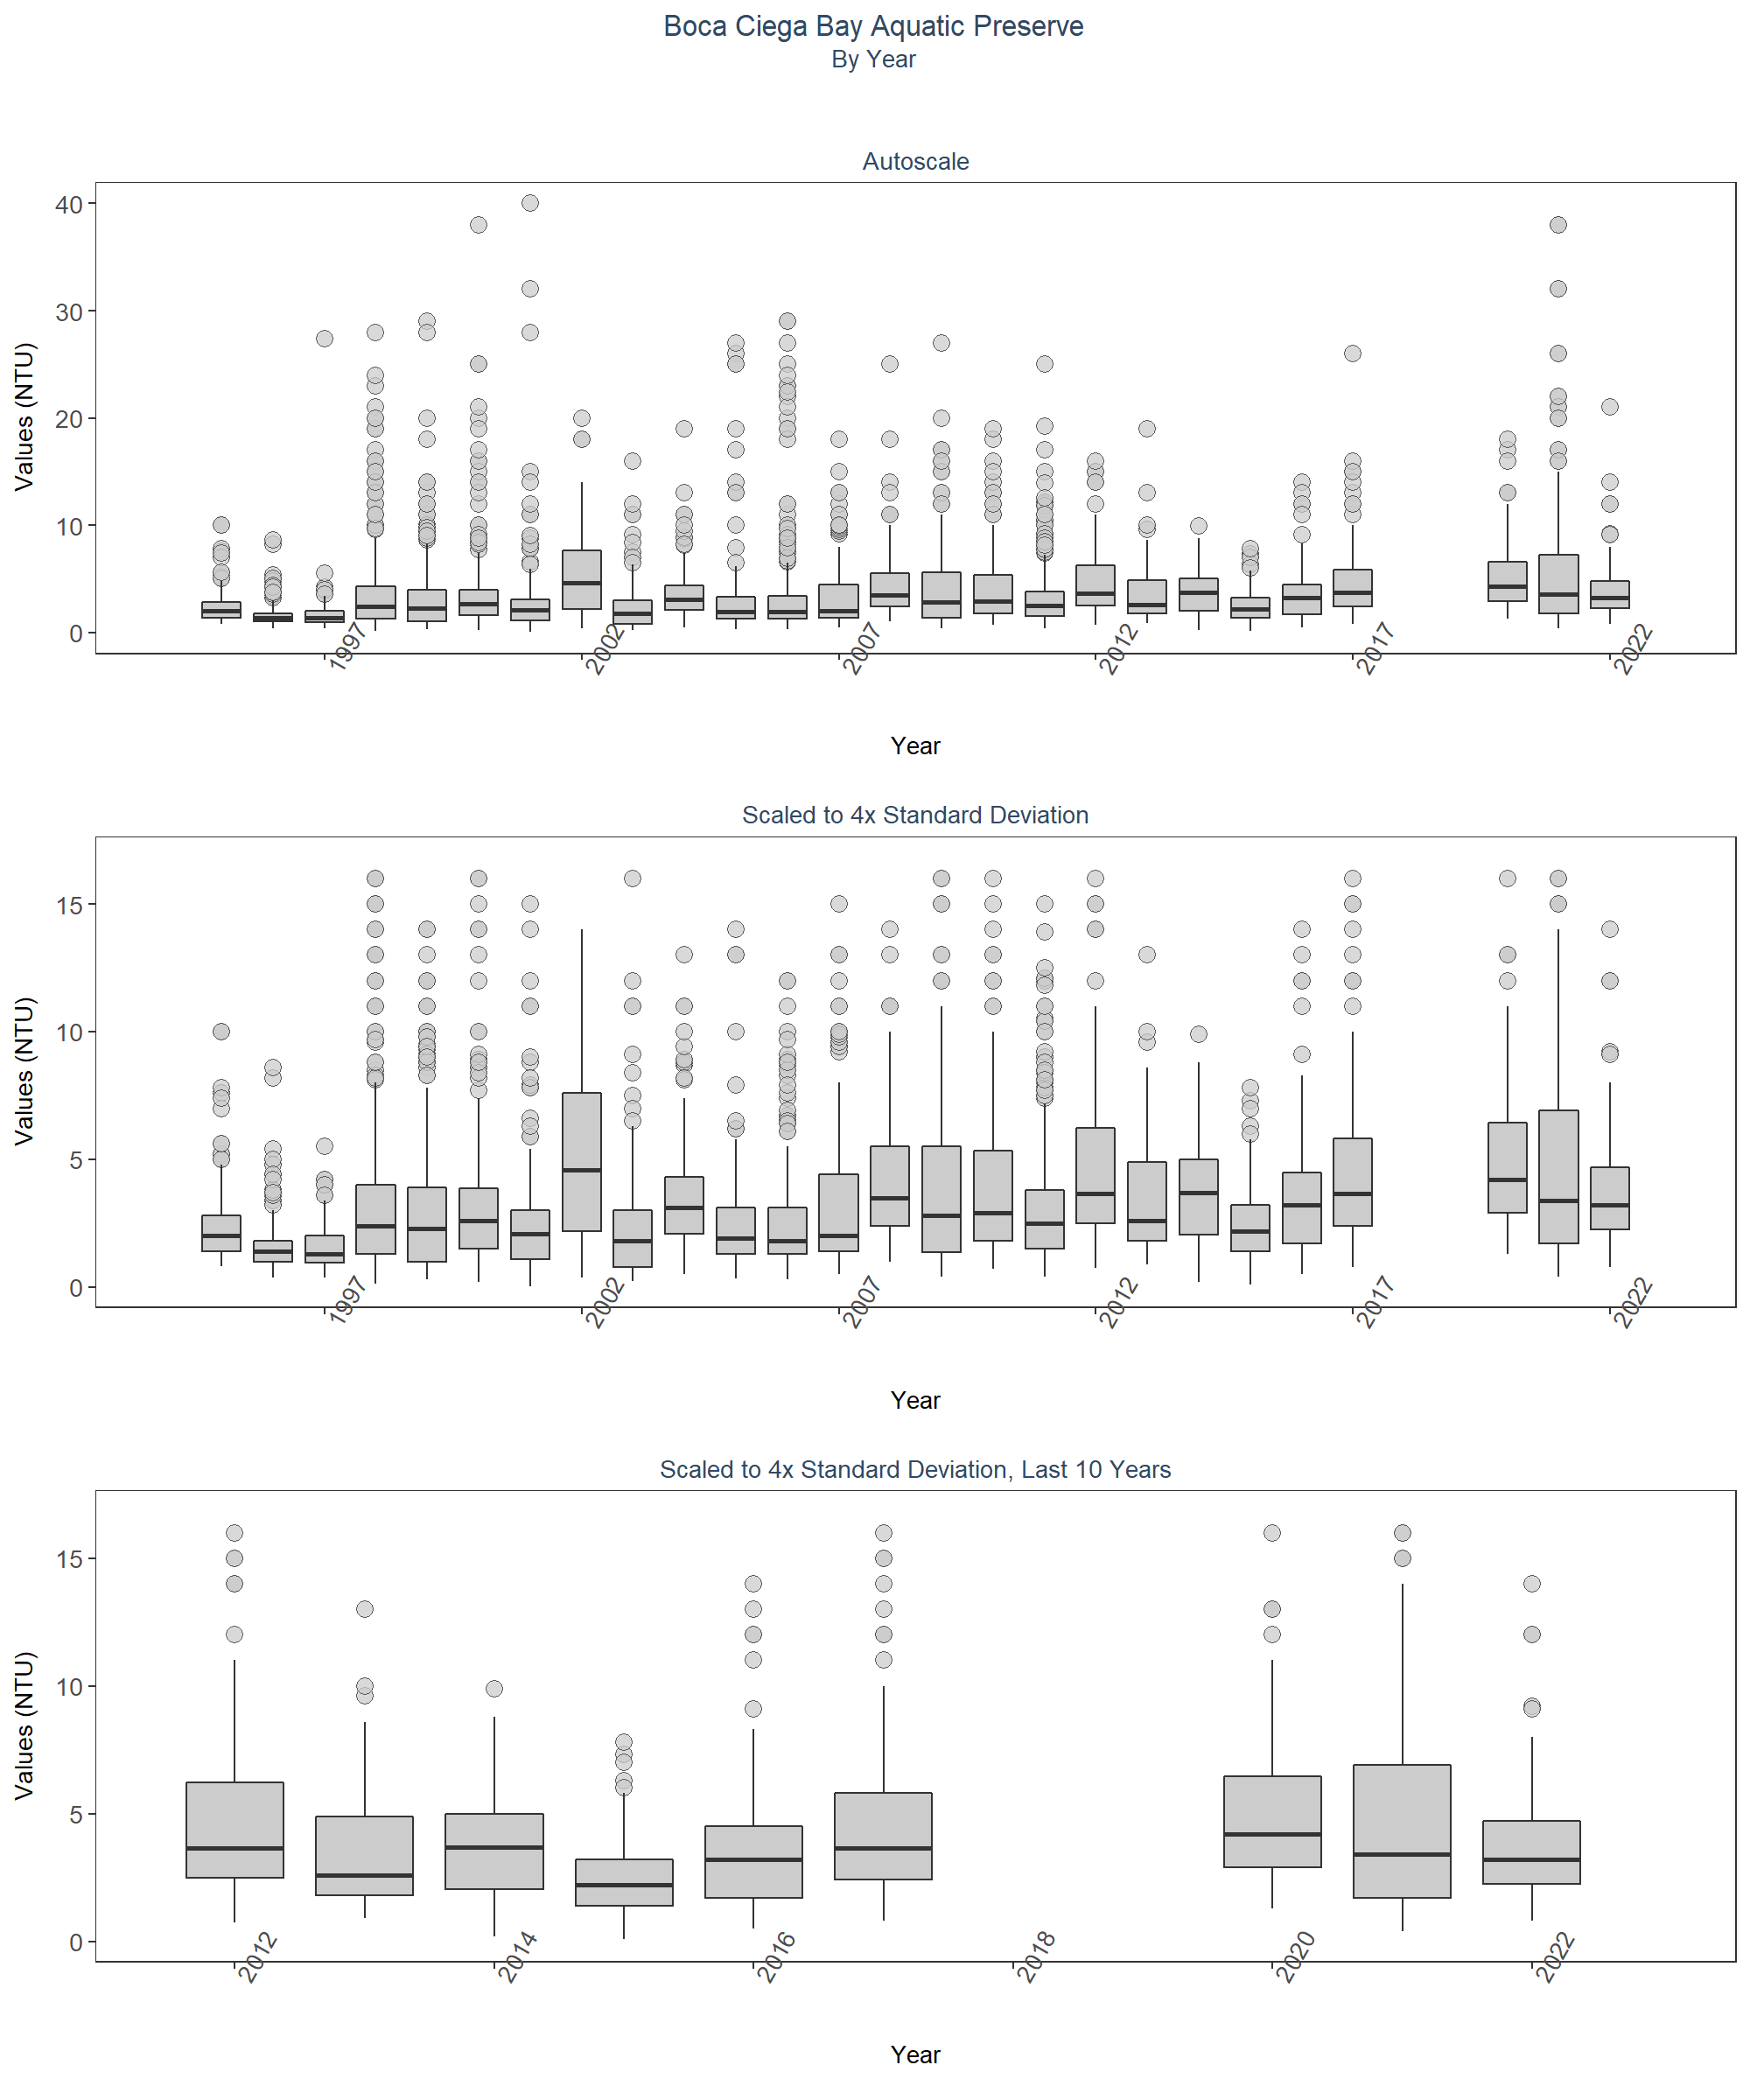 Boca Ciega Bay Aquatic Preserve
By Year
Autoscale
Values (NTU)
40
30
20
10
0
1997
2002
2007
2012
2017
2022
Year
Scaled to 4x Standard Deviation
Values (NTU)
15
10
5
0
1997
2002
2007
2012
2017
2022
Year
Scaled to 4x Standard Deviation, Last 10 Years
Values (NTU)
15
10
5
0
2012
2014
2016
2018
2020
2022
Year